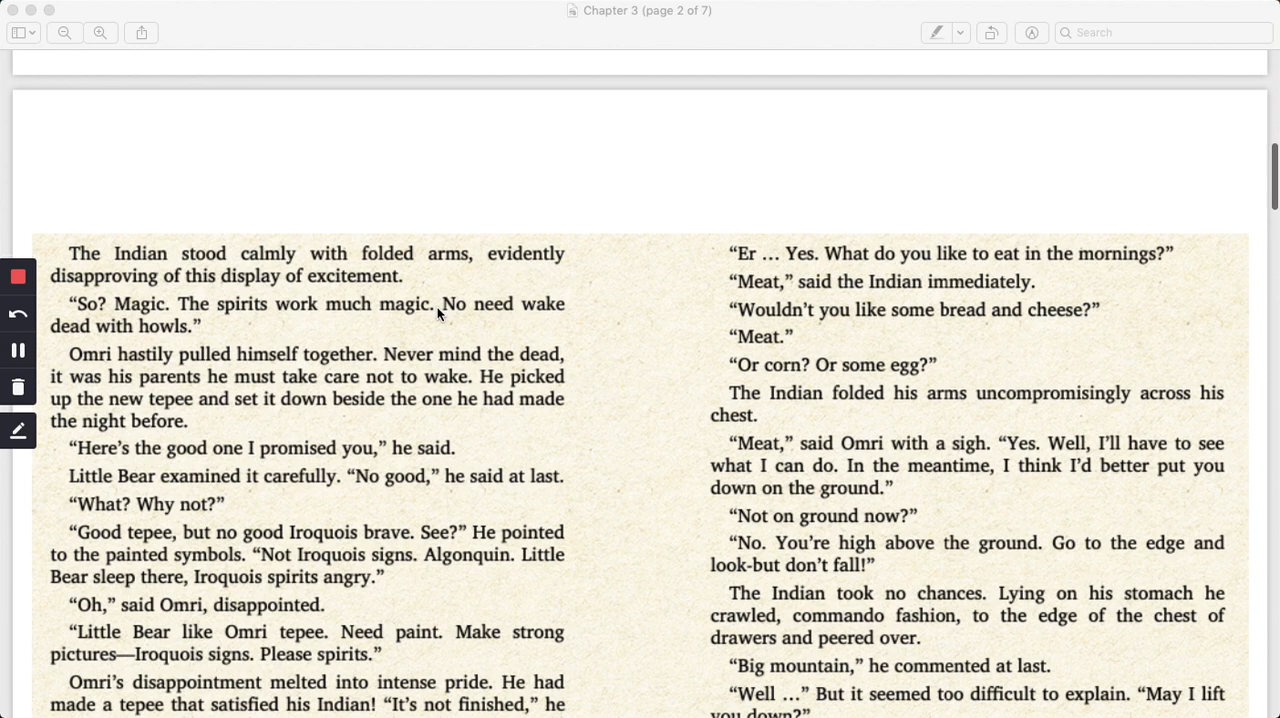 Chapter 3 (page 2 of 7)
Search
The Indian stood calmly with folded arms, evidently
disapproving of this display of excitement.
“So? Magic. The spirits work much magic. No need wake
dead with howls.”
Omri hastily pulled himself together. Never mind the dead,
it was his parents he must take care not to wake. He picked
up the new tepee and set it down beside the one he had made
the night before.
“Here’s the good one I promised you,” he said.
Little Bear examined it carefully. “No good,” he said at last.
“What? Why not?”
“Good tepee, but no good Iroquois brave. See?” He pointed
to the painted symbols. “Not Iroquois signs. Algonquin. Little
Bear sleep there, Iroquois spirits angry.”
“Oh,” said Omri, disappointed.
“Little Bear like Omri tepee. Need paint. Make strong
pictures—Iroquois signs. Please spirits.”
Omri’s disappointment melted into intense pride. He had
made a tepee that satisfied his Indian! “It’s not finished,” he
“Er … Yes. What do you like to eat in the mornings?”
“Meat,” said the Indian immediately.
“Wouldn’t you like some bread and cheese?”
“Meat.”
“Or corn? Or some egg?”
The Indian folded his arms uncompromisingly across his
chest.
“Meat,” said Omri with a sigh. “Yes. Well, I’ll have to see
what I can do. In the meantime, I think I’d better put you
down on the ground.”
“Not on ground now?”
“No. You’re high above the ground. Go to the edge and
look-but don’t fall!”
The Indian took no chances. Lying on his stomach he
crawled, commando fashion, to the edge of the chest of
drawers and peered over.
“Big mountain,” he commented at last.
“Well …” But it seemed too difficult to explain. “May I lift
you down?”